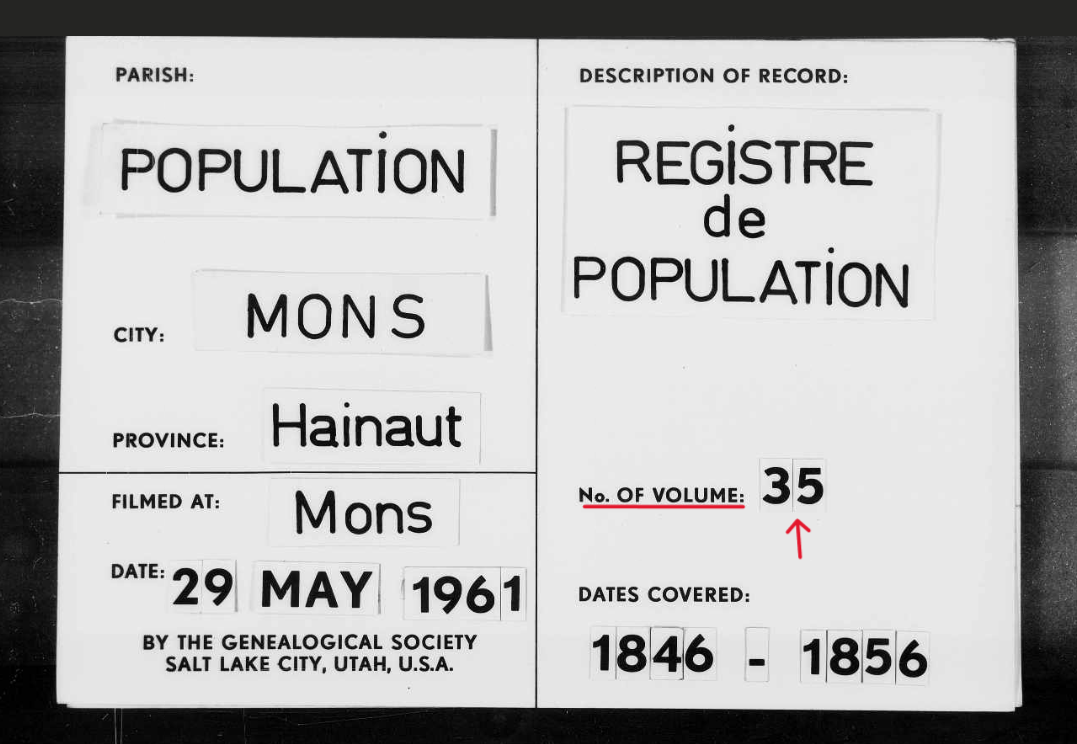 PARISH:
POPULATION
CITY: MONS
PROVINCE: Hainaut
FILMED AT: Mons
DATE: 29 MAY 1961
BY THE GENEALOGICAL SOCIETY
SALT LAKE CITY, UTAH, U.S.A.
DESCRIPTION OF RECORD:
REGISTRE
de
POPULATION
No. OF VOLUME: 35
DATES COVERED:
1846 - 1856